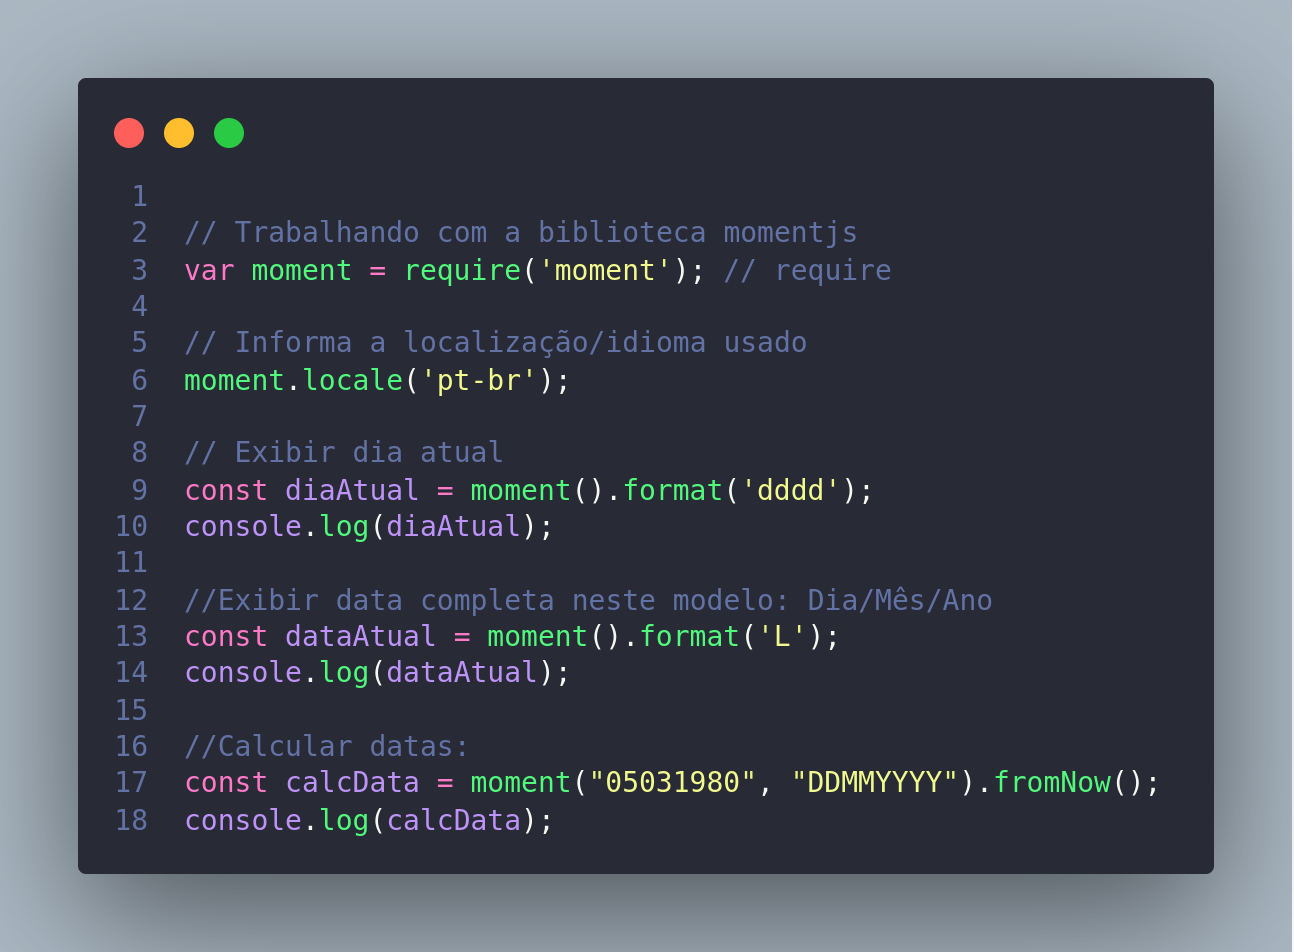 1
2 // Trabalhando com a biblioteca momentjs
3 var moment = require('moment'); // require
4
5 // Informa a localização/idioma usado
6 moment.locale('pt-br');
7
8 // Exibir dia atual
9 const diaAtual = moment().format('dddd');
10 console.log(diaAtual);
11
12 //Exibir data completa neste modelo: Dia/Mês/Ano
13 const dataAtual = moment().format('L');
14 console.log(dataAtual);
15
16 //Calcular datas:
17 const calcData = moment("05031980", "DDMMYYYY").fromNow();
18 console.log(calcData);